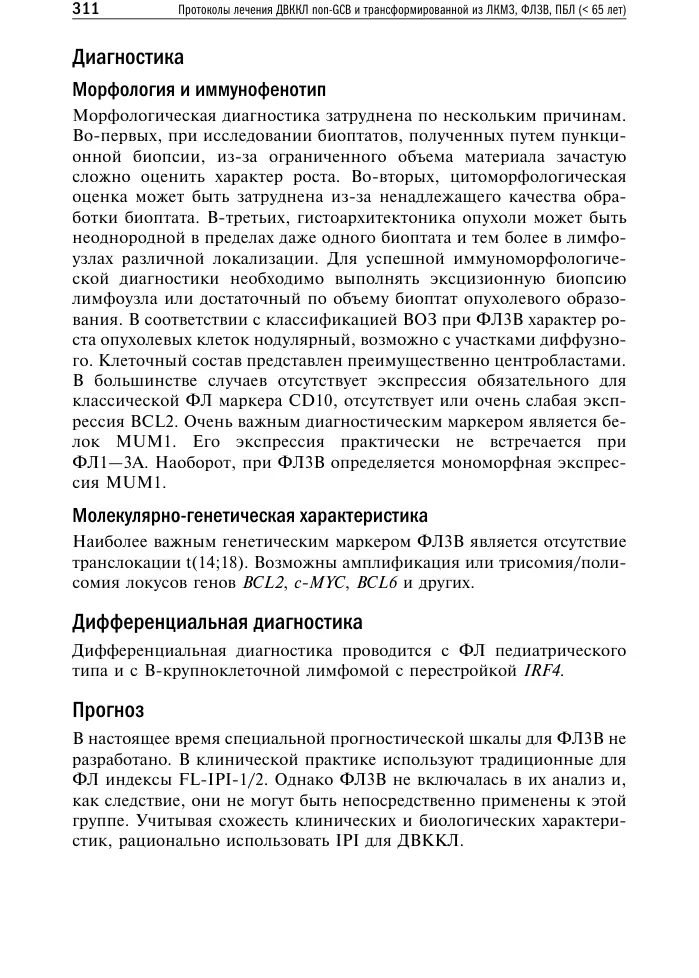 311 Протоколы лечения ДВККЛ non-GCB и трансформированной из ЛКМЗ, ФЛ3В, ПБЛ (< 65 лет)
Диагностика
Морфология и иммунофенотип
Морфологическая диагностика затруднена по нескольким причинам.
Во-первых, при исследовании биоптатов, полученных путем пункци-
онной биопсии, из-за ограниченного объема материала зачастую
сложно оценить характер роста. Во-вторых, цитоморфологическая
оценка может быть затруднена из-за ненадлежащего качества обра-
ботки биоптата. В-третьих, гистоархитектоника опухоли может быть
неоднородной в пределах даже одного биоптата и тем более в лимфо-
узлах различной локализации. Для успешной иммуноморфологиче-
ской диагностики необходимо выполнять эксцизионную биопсию
лимфоузла или достаточный по объему биоптат опухолевого образо-
вания. В соответствии с классификацией ВОЗ при ФЛ3В характер ро-
ста опухолевых клеток нодулярный, возможно с участками диффузно-
го. Клеточный состав представлен преимущественно центробластами.
В большинстве случаев отсутствует экспрессия обязательного для
классической ФЛ маркера CD10, отсутствует или очень слабая эксп-
рессия BCL2. Очень важным диагностическим маркером является бе-
лок MUM1. Его экспрессия практически не встречается при
ФЛ1—3А. Наоборот, при ФЛ3В определяется мономорфная экспрес-
сия MUM1.
Молекулярно-генетическая характеристика
Наиболее важным генетическим маркером ФЛ3В является отсутствие
транслокации t(14;18). Возможны амплификация или трисомия/поли-
сомия локусов генов BCL2, c-MYC, BCL6 и других.
Дифференциальная диагностика
Дифференциальная диагностика проводится с ФЛ педиатрического
типа и с В-крупноклеточной лимфомой с перестройкой IRF4.
Прогноз
В настоящее время специальной прогностической шкалы для ФЛ3В не
разработано. В клинической практике используют традиционные для
ФЛ индексы FL-IPI-1/2. Однако ФЛ3В не включалась в их анализ и,
как следствие, они не могут быть непосредственно применены к этой
группе. Учитывая схожесть клинических и биологических характери-
стик, рационально использовать IPI для ДВККЛ.